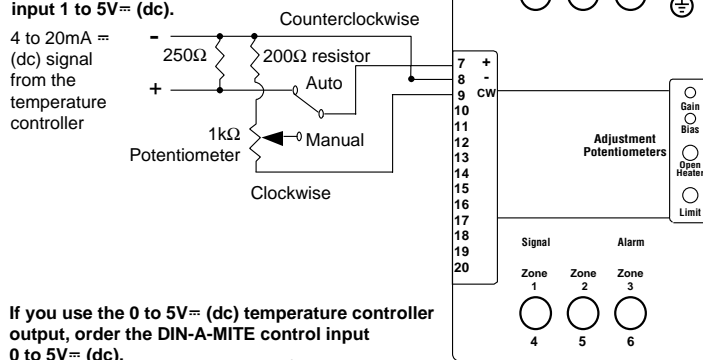 input 1 to 5V⎓ (dc).
4 to 20mA ⎓
(dc) signal
from the
temperature
controller
-
+
250Ω
Counterclockwise
200Ω resistor
Auto
1kΩ
Potentiometer
Manual
Clockwise
7 +
8 -
9 CW
10
11
12
13
14
15
16
17
18
19
20
Adjustment
Potentiometers
Gain
Bias
Open
Heater
Limit
Signal Alarm
Zone Zone Zone
1 2 3
4 5 6
If you use the 0 to 5V⎓ (dc) temperature controller
output, order the DIN-A-MITE control input
0 to 5V⎓ (dc).